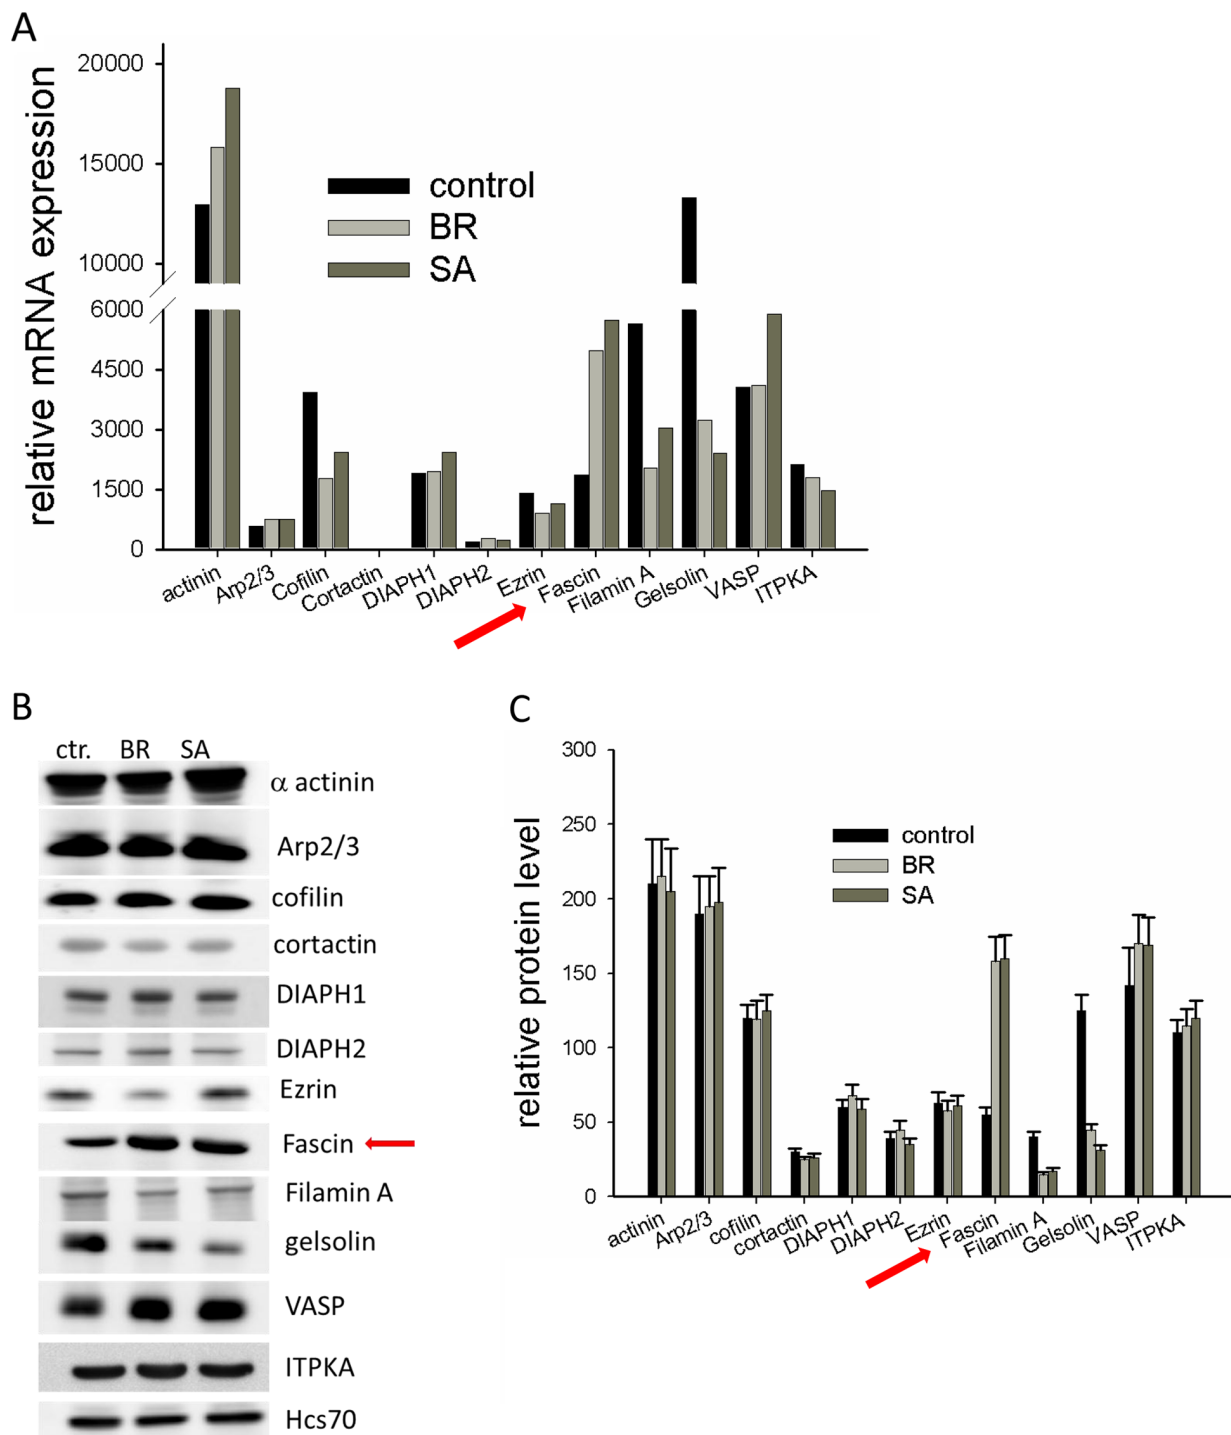 A
relative mRNA expression
20000
15000
10000
6000
4500
3000
1500
0
control
BR
SA
actinin
Arp2/3
Cofilin
Cortactin
DIAPH1
DIAPH2
Ezrin
Fascin
Filamin A
Gelsolin
VASP
ITPKA
B
ctr. BR SA
α actinin
Arp2/3
cofilin
cortactin
DIAPH1
DIAPH2
Ezrin
Fascin
Filamin A
gelsolin
VASP
ITPKA
Hcs70
C
relative protein level
300
250
200
150
100
50
0
control
BR
SA
actinin
Arp2/3
cofilin
cortactin
DIAPH1
DIAPH2
Ezrin
Fascin
Filamin A
Gelsolin
VASP
ITPKA